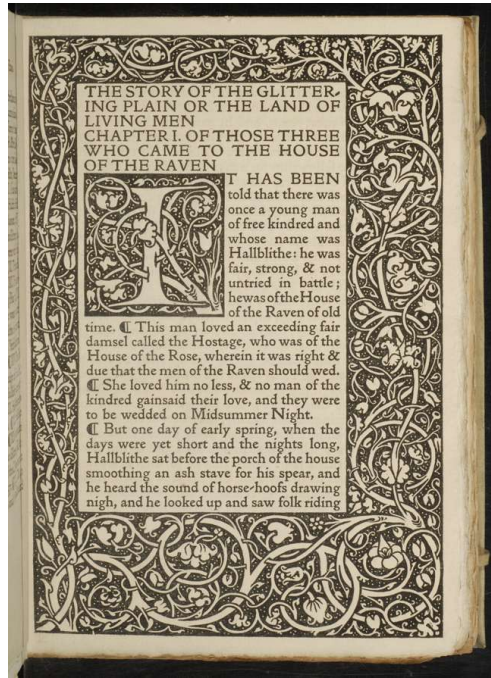 THE STORY OF THE GLITTER-
ING PLAIN OR THE LAND OF
LIVING MEN
CHAPTER I. OF THOSE THREE
WHO CAME TO THE HOUSE
OF THE RAVEN
IT HAS BEEN
told that there was
once a young man
of free kindred and
whose name was
Hallblithe: he was
fair, strong, & not
untried in battle;
he was of the House
of the Raven of old
time. ¶ This man loved an exceeding fair
damsel called the Hostage, who was of the
House of the Rose, wherein it was right &
due that the men of the Raven should wed.
¶ She loved him no less, & no man of the
kindred gainsaid their love, and they were
to be wedded on Midsummer Night.
¶ But one day of early spring, when the
days were yet short and the nights long,
Hallblithe sat before the porch of the house
smoothing an ash stave for his spear, and
he heard the sound of horse-hoofs drawing
nigh, and he looked up and saw folk riding